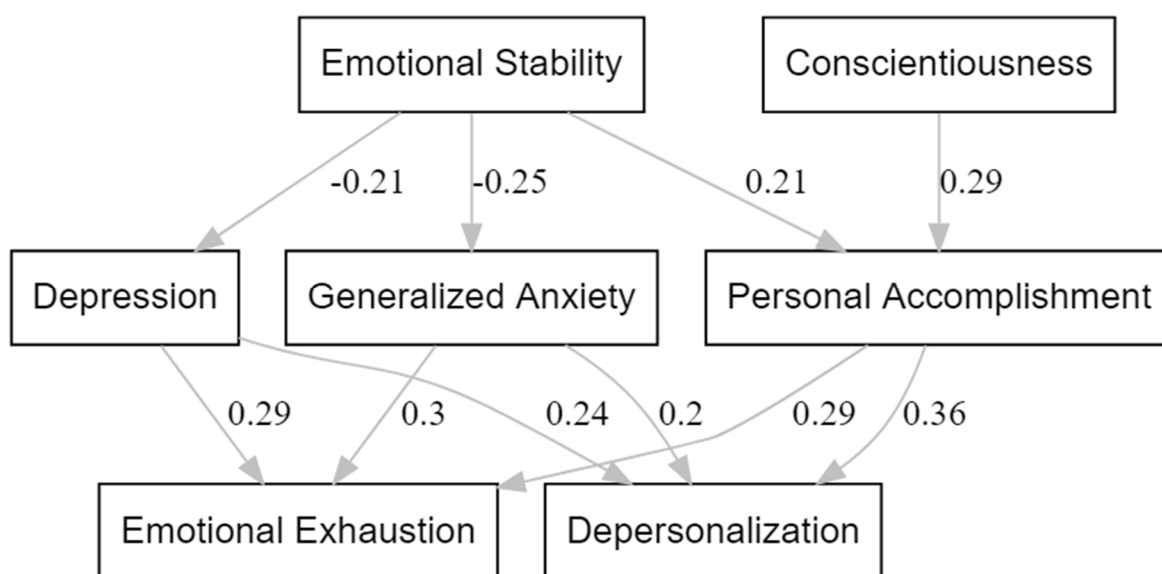 Emotional Stability
Conscientiousness
-0.21
-0.25
0.21
0.29
Depression
Generalized Anxiety
Personal Accomplishment
0.29
0.3
0.24
0.2
0.29
0.36
Emotional Exhaustion
Depersonalization